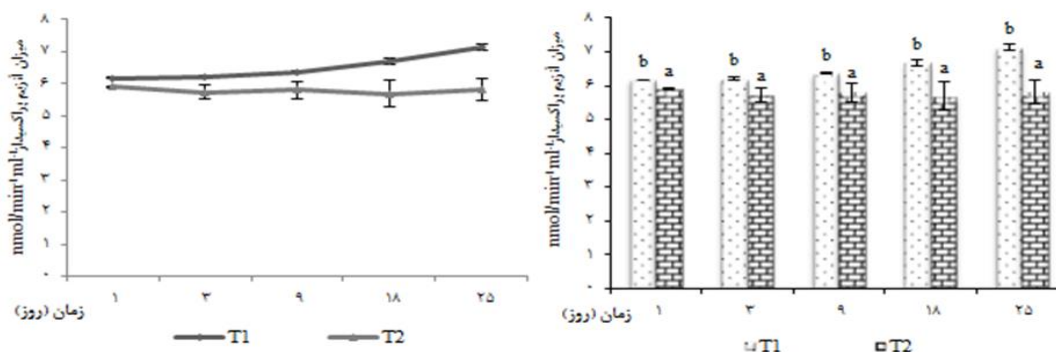 میزان آنزیم پراکسیداز
nmol/min⁻¹ml⁻¹
۸
۷
۶
۵
۴
۳
۲
۱
۰
۱ ۳ ۹ ۱۸ ۲۵
زمان (روز)
T1 T2
میزان آنزیم پراکسیداز
nmol/min⁻¹ml⁻¹
۸
۷
۶
۵
۴
۳
۲
۱
۰
b a b a b a b a b a
۱ ۳ ۹ ۱۸ ۲۵
زمان (روز)
T1 T2